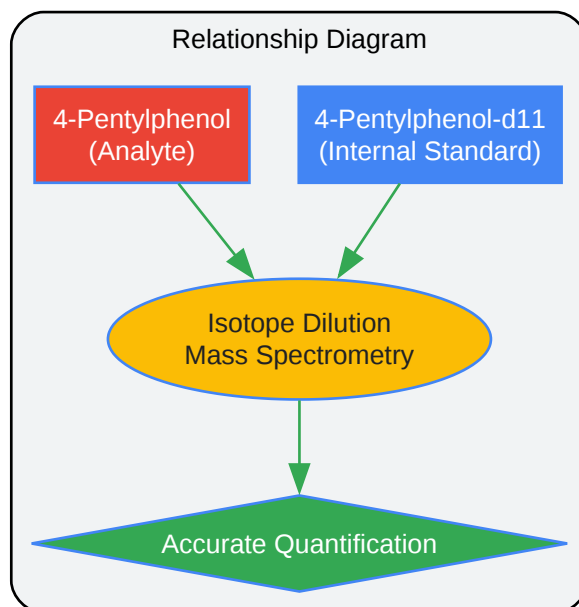 Relationship Diagram
4-Pentylphenol
(Analyte)
4-Pentylphenol-d11
(Internal Standard)
Isotope Dilution
Mass Spectrometry
Accurate Quantification